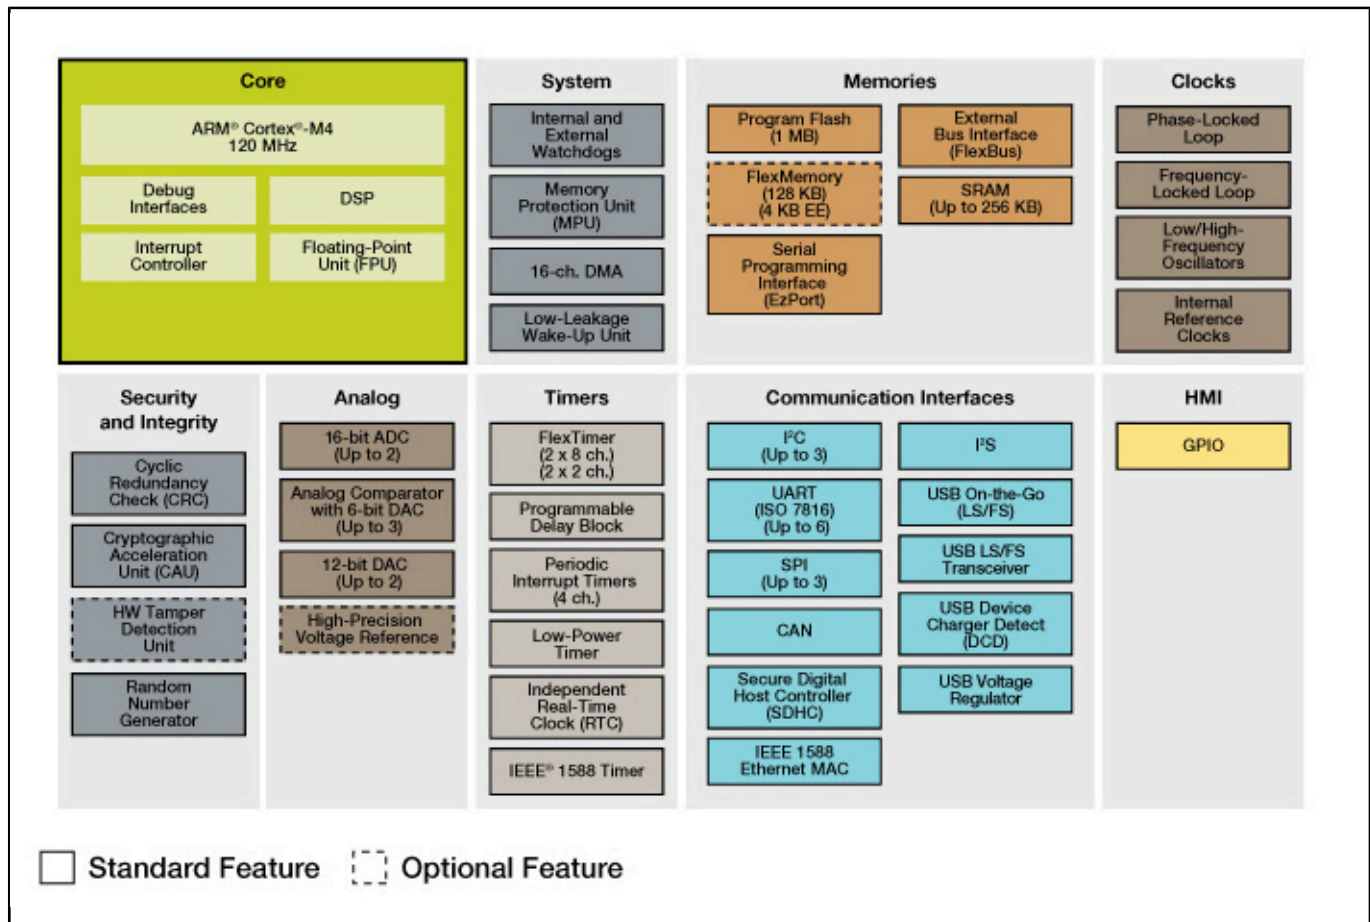 Core
ARM® Cortex®-M4
120 MHz
Debug
Interfaces
DSP
Interrupt
Controller
Floating-Point
Unit (FPU)
System
Internal and
External
Watchdogs
Memory
Protection Unit
(MPU)
16-ch. DMA
Low-Leakage
Wake-Up Unit
Memories
Program Flash
(1 MB)
External
Bus Interface
(FlexBus)
FlexMemory
(128 KB)
(4 KB EE)
SRAM
(Up to 256 KB)
Serial
Programming
Interface
(EzPort)
Clocks
Phase-Locked
Loop
Frequency-
Locked Loop
Low/High-
Frequency
Oscillators
Internal
Reference
Clocks
Security
and Integrity
Cyclic
Redundancy
Check (CRC)
Cryptographic
Acceleration
Unit (CAU)
HW Tamper
Detection
Unit
Random
Number
Generator
Analog
16-bit ADC
(Up to 2)
Analog Comparator
with 6-bit DAC
(Up to 3)
12-bit DAC
(Up to 2)
High-Precision
Voltage Reference
Timers
FlexTimer
(2 x 8 ch.)
(2 x 2 ch.)
Programmable
Delay Block
Periodic
Interrupt Timers
(4 ch.)
Low-Power
Timer
Independent
Real-Time
Clock (RTC)
IEEE® 1588 Timer
Communication Interfaces
I²C
(Up to 3)
I²S
UART
(ISO 7816)
(Up to 6)
USB On-the-Go
(LS/FS)
SPI
(Up to 3)
USB LS/FS
Transceiver
CAN
USB Device
Charger Detect
(DCD)
Secure Digital
Host Controller
(SDHC)
USB Voltage
Regulator
IEEE 1588
Ethernet MAC
HMI
GPIO
Standard Feature
Optional Feature